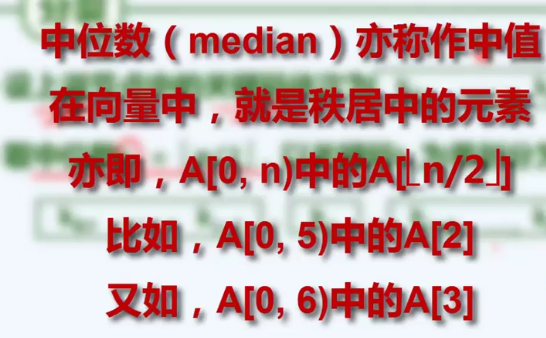 中位数（median）亦称作中值
在向量中，就是秩居中的元素
亦即，A[0, n)中的A[⌊n/2⌋]
比如，A[0, 5)中的A[2]
又如，A[0, 6)中的A[3]